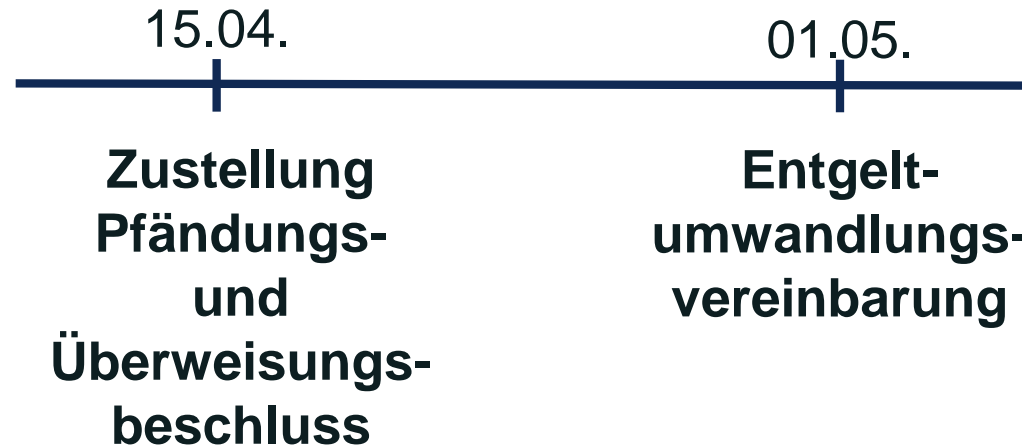 15.04.
01.05.
Zustellung
Pfändungs-
und
Überweisungs-
beschluss
Entgelt-
umwandlungs-
vereinbarung